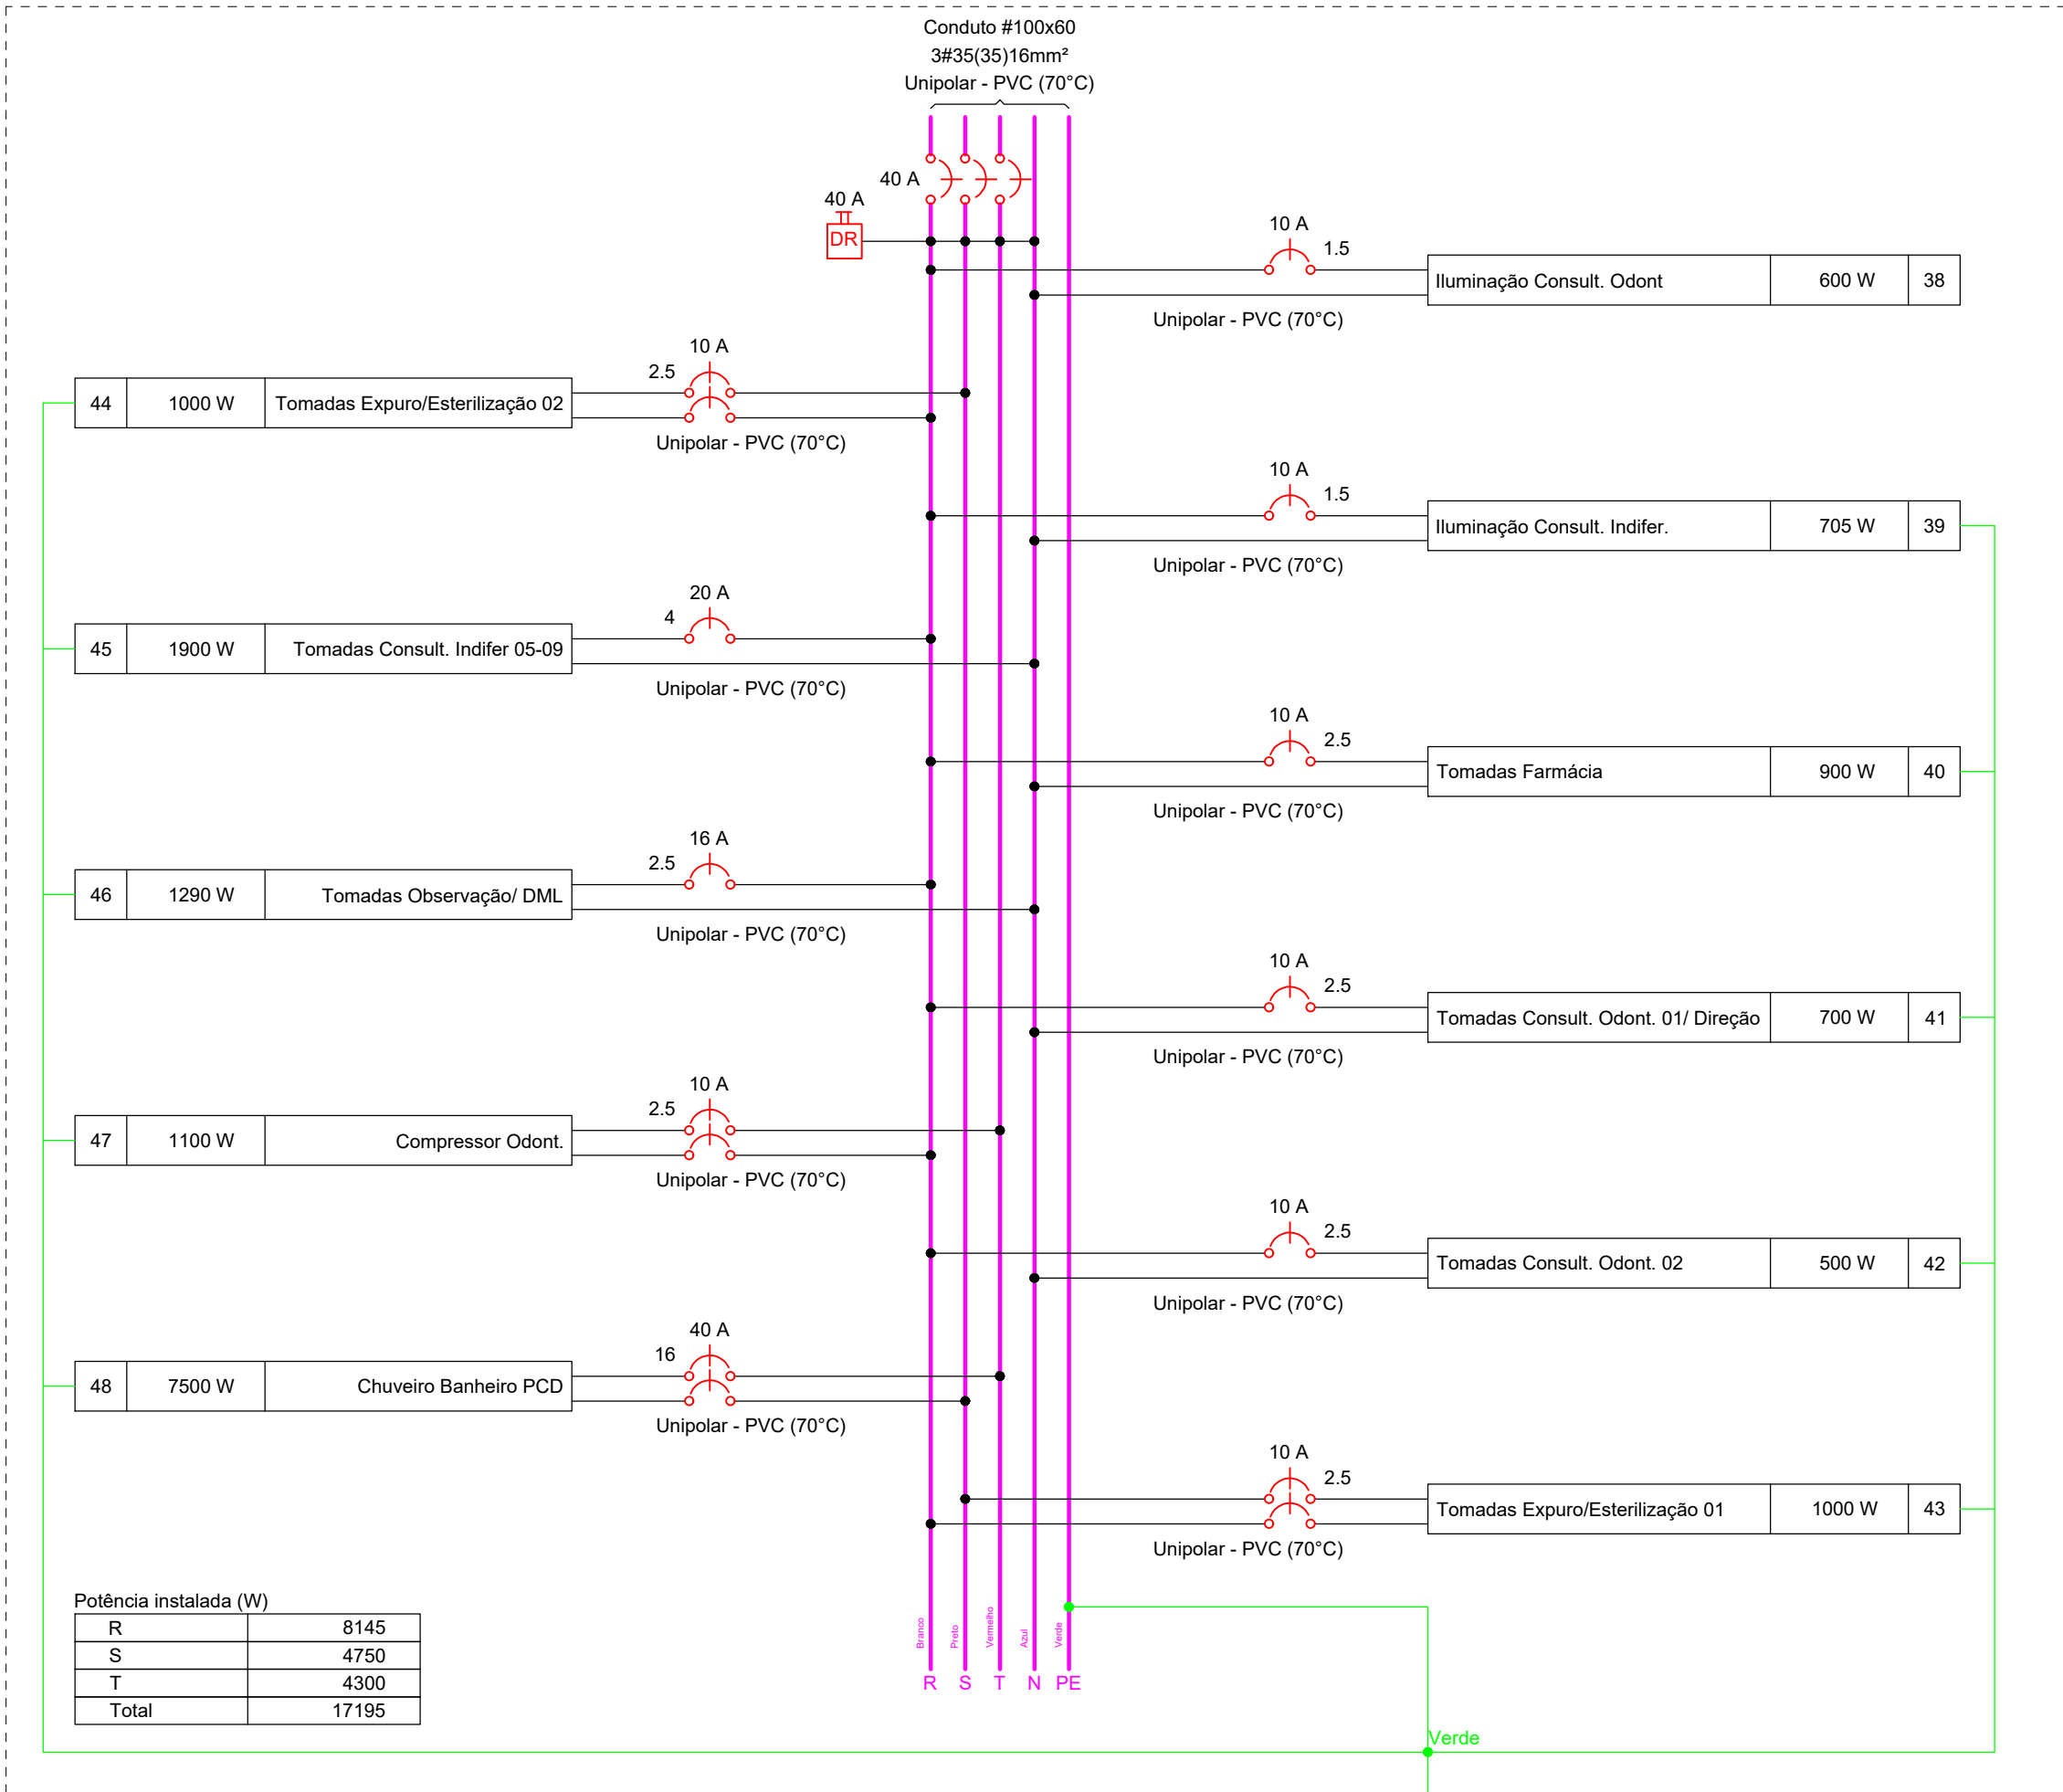 Conduto #100x60
3#35(35)16mm²
Unipolar - PVC (70°C)
40 A
40 A
DR
10 A
1.5
Iluminação Consult. Odont 600 W 38
Unipolar - PVC (70°C)
10 A
2.5
44 1000 W Tomadas Expuro/Esterilização 02
Unipolar - PVC (70°C)
10 A
1.5
Iluminação Consult. Indifer. 705 W 39
Unipolar - PVC (70°C)
20 A
4
45 1900 W Tomadas Consult. Indifer 05-09
Unipolar - PVC (70°C)
10 A
2.5
Tomadas Farmácia 900 W 40
Unipolar - PVC (70°C)
16 A
2.5
46 1290 W Tomadas Observação/ DML
Unipolar - PVC (70°C)
10 A
2.5
Tomadas Consult. Odont. 01/ Direção 700 W 41
Unipolar - PVC (70°C)
10 A
2.5
47 1100 W Compressor Odont.
Unipolar - PVC (70°C)
10 A
2.5
Tomadas Consult. Odont. 02 500 W 42
Unipolar - PVC (70°C)
40 A
16
48 7500 W Chuveiro Banheiro PCD
Unipolar - PVC (70°C)
10 A
2.5
Tomadas Expuro/Esterilização 01 1000 W 43
Unipolar - PVC (70°C)
Potência instalada (W)
R 8145
S 4750
T 4300
Total 17195
Branco Preto Vermelho Azul Verde
R S T N PE
Verde